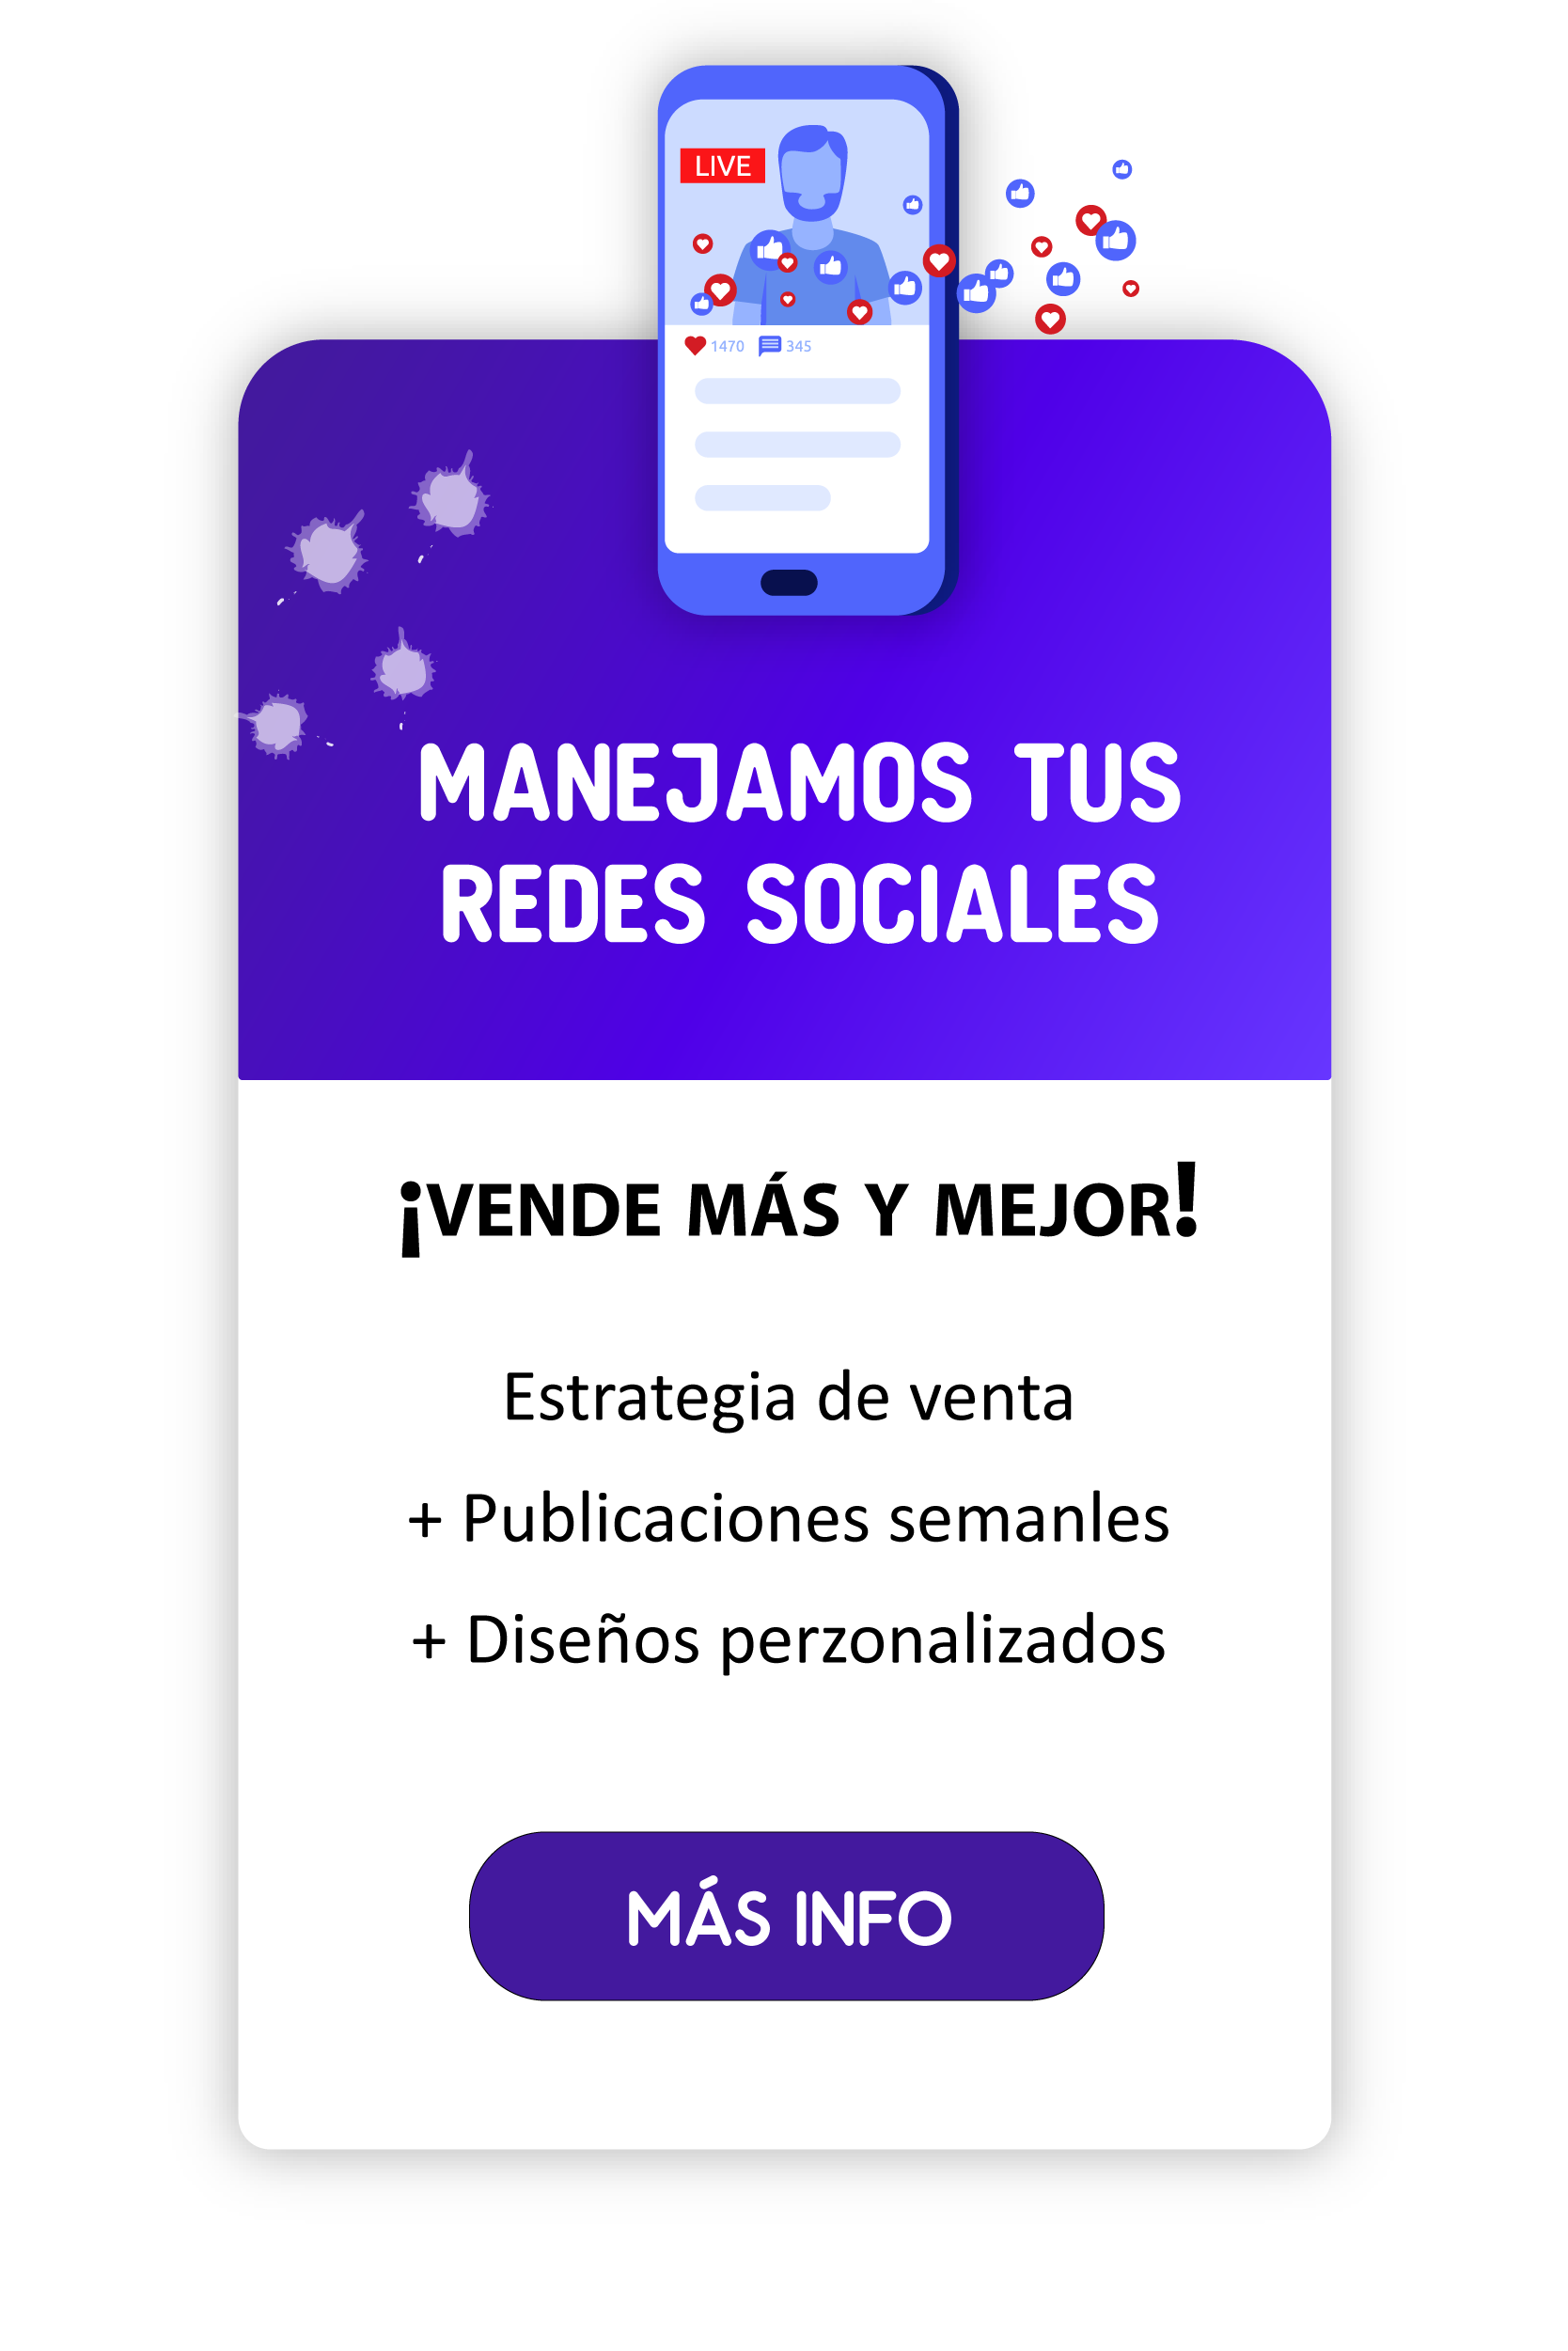 LIVE
1470 345
MANEJAMOS TUS
REDES SOCIALES
¡VENDE MÁS Y MEJOR!
Estrategia de venta
+ Publicaciones semanles
+ Diseños perzonalizados
MÁS INFO